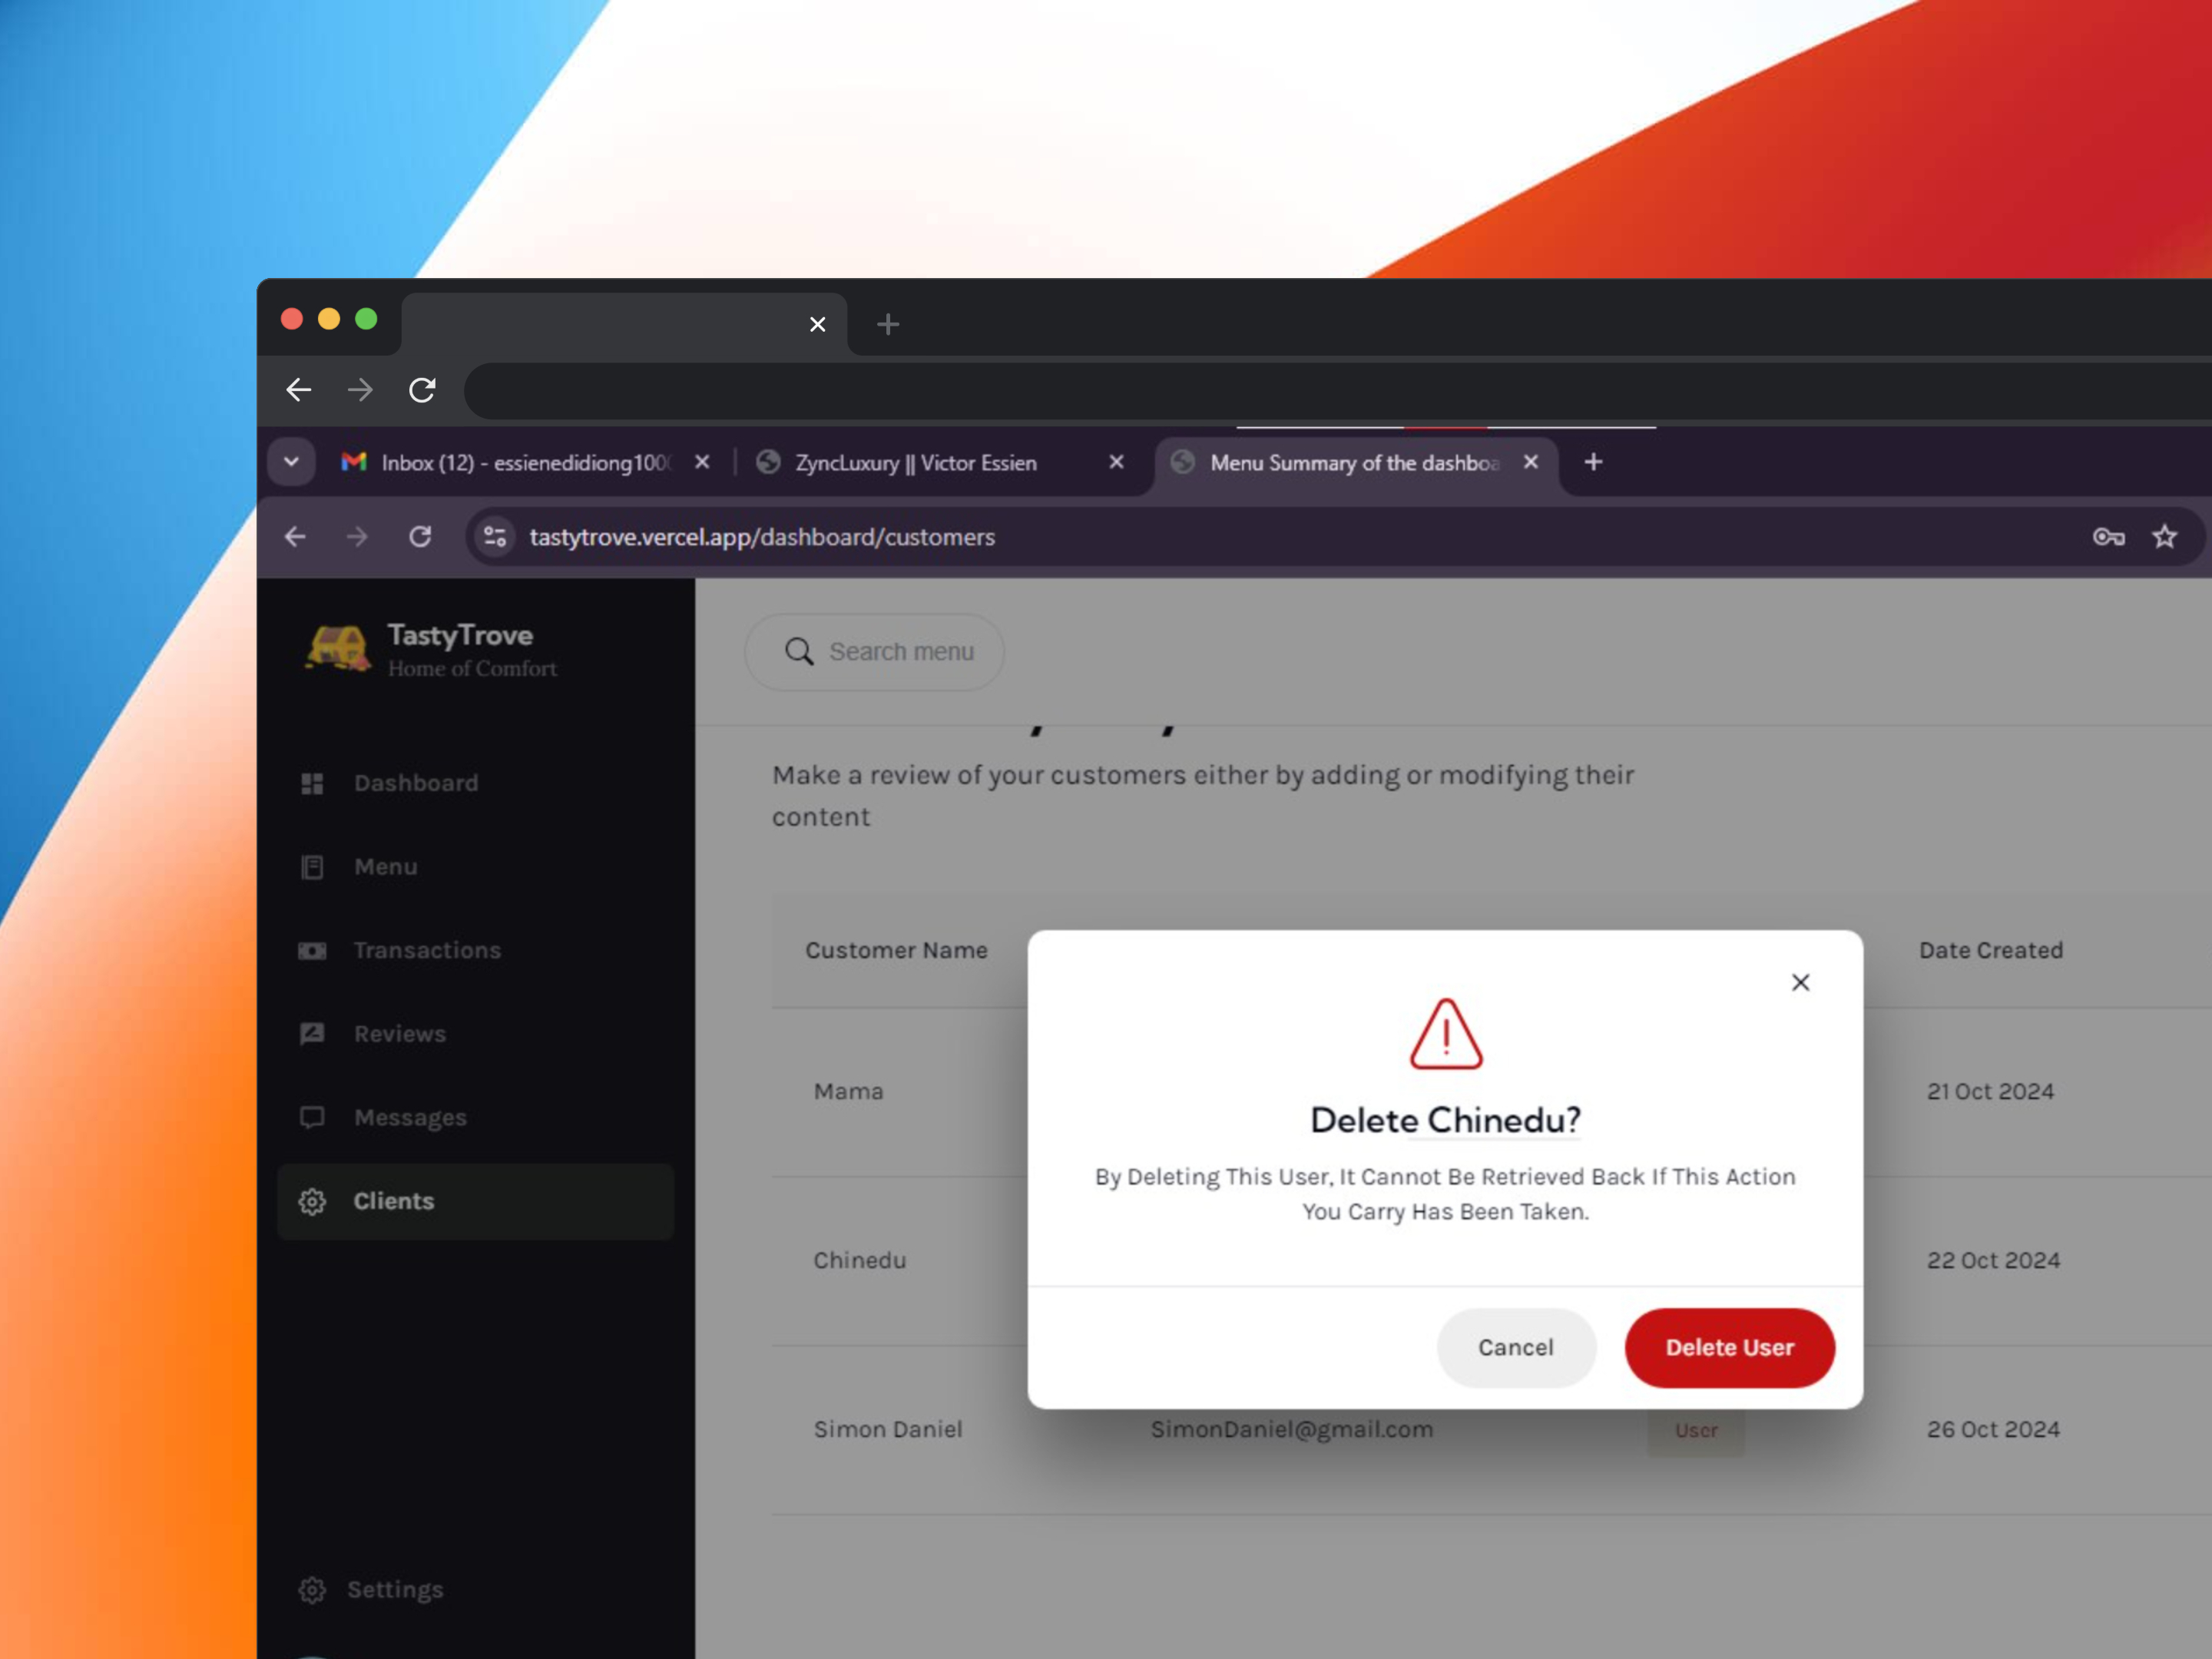 Inbox (12) - essienedidiong100
ZyncLuxury || Victor Essien
Menu Summary of the dashboa
tastytrove.vercel.app/dashboard/customers
TastyTrove
Home of Comfort
Search menu
Dashboard
Menu
Transactions
Reviews
Messages
Clients
Settings
Make a review of your customers either by adding or modifying their
content
Customer Name
Date Created
Mama
21 Oct 2024
Chinedu
22 Oct 2024
Simon Daniel
SimonDaniel@gmail.com
User
26 Oct 2024
Delete Chinedu?
By Deleting This User, It Cannot Be Retrieved Back If This Action
You Carry Has Been Taken.
Cancel
Delete User